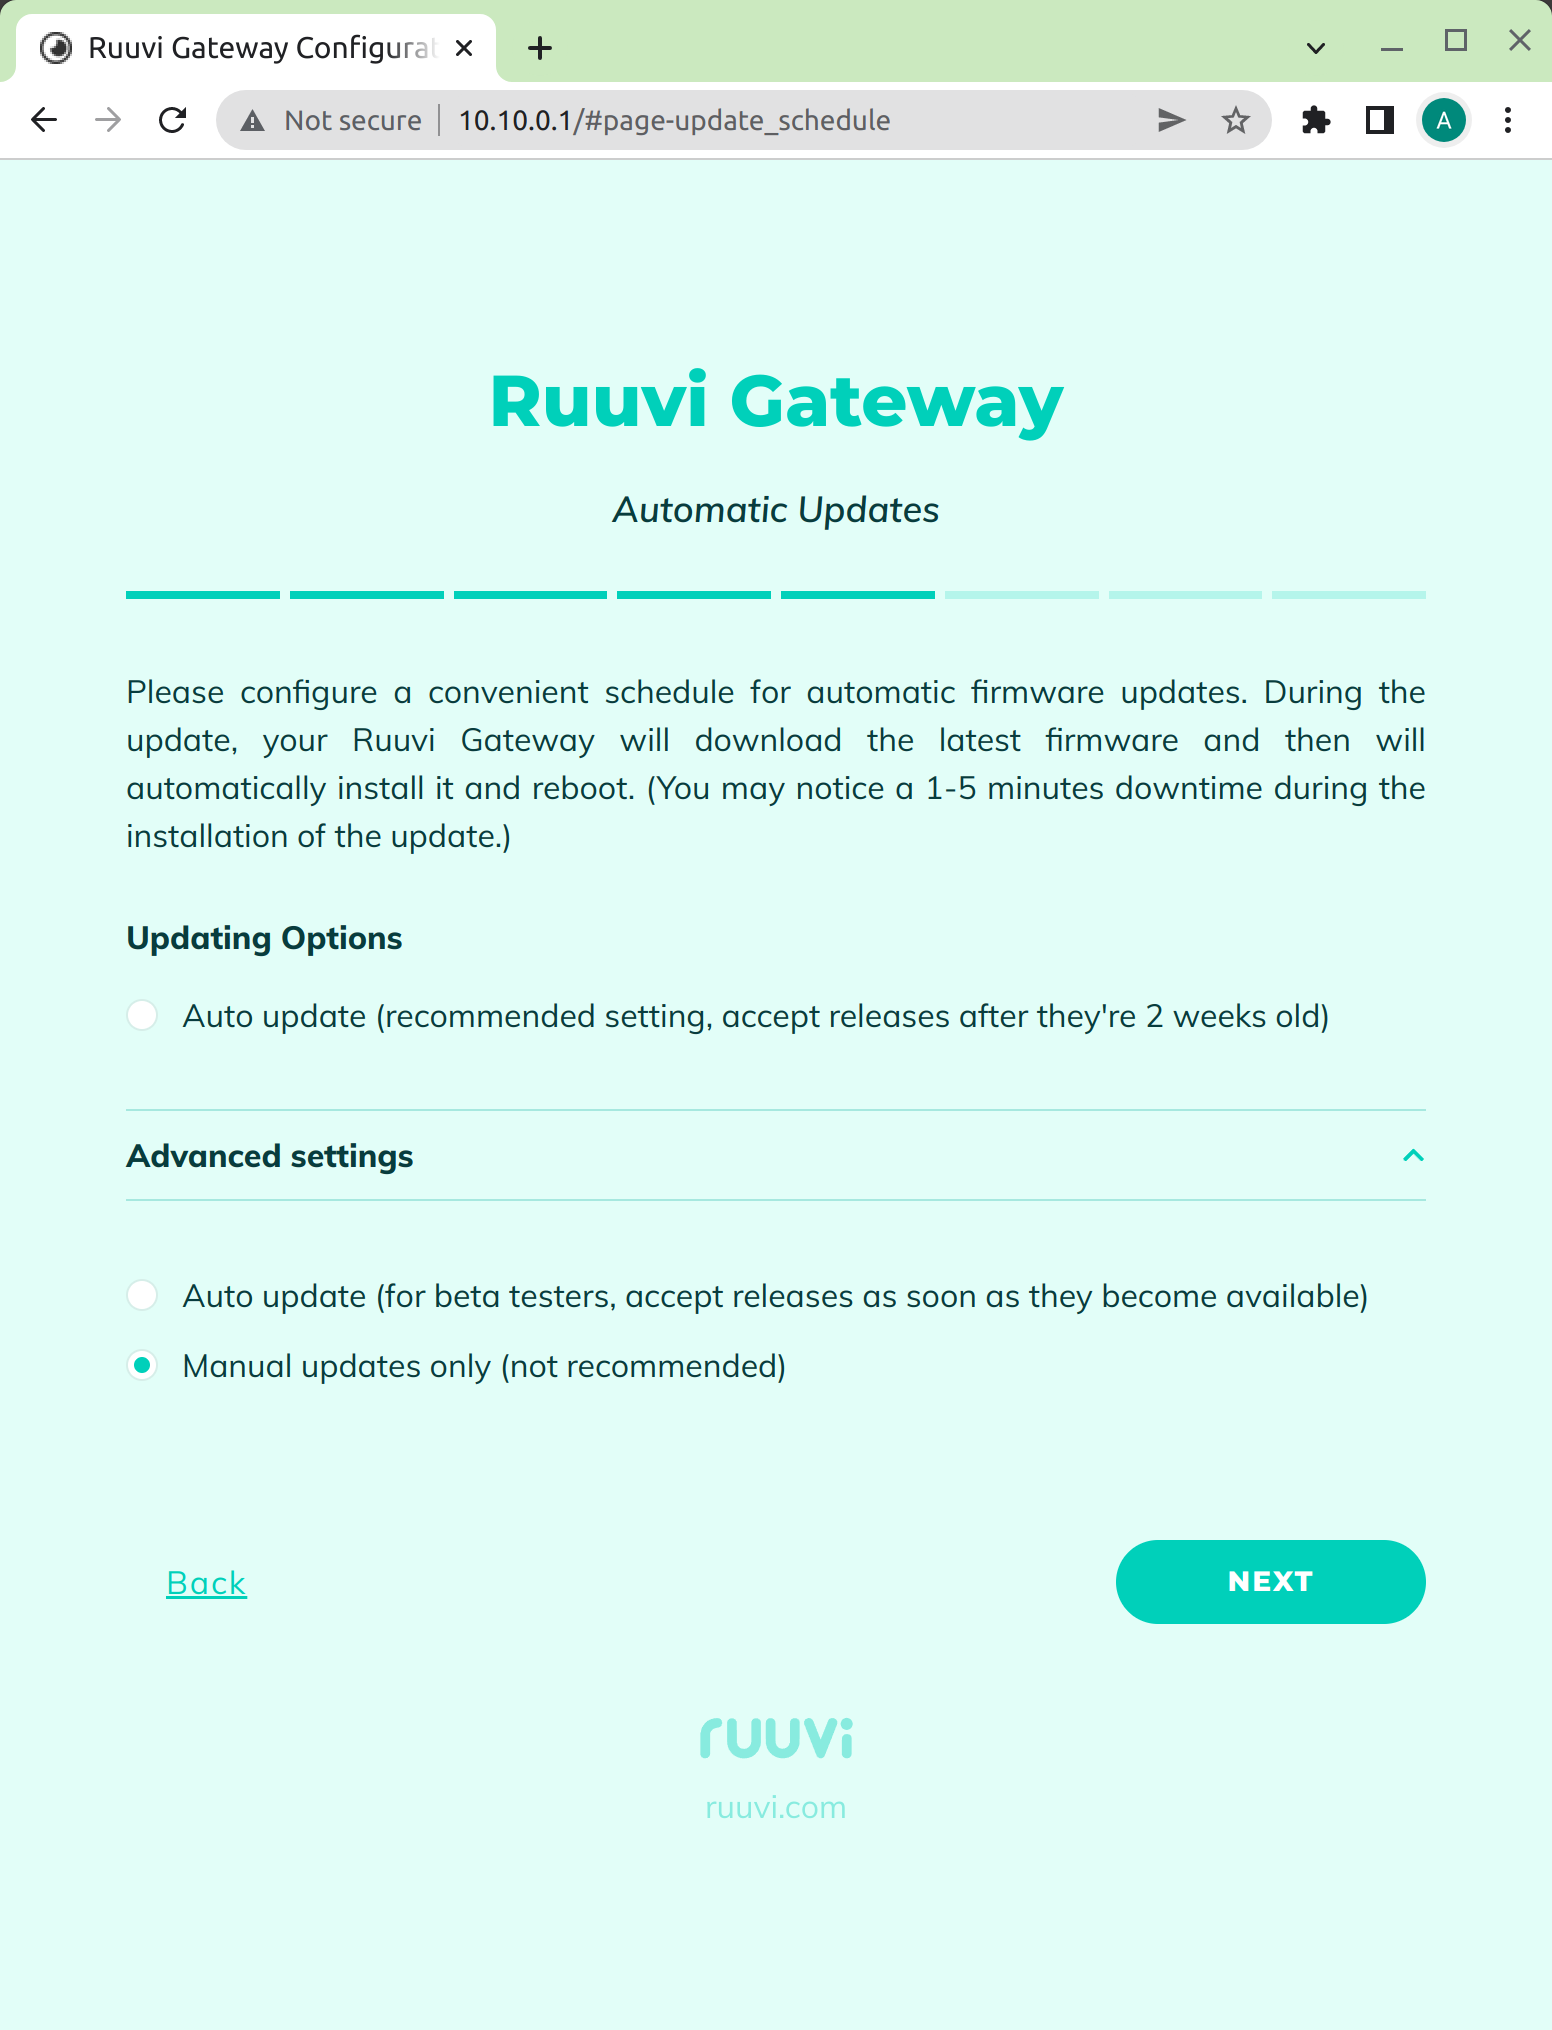 Ruuvi Gateway Configurat
Not secure 10.10.0.1/#page-update_schedule
A
Ruuvi Gateway
Automatic Updates
Please configure a convenient schedule for automatic firmware updates. During the
update, your Ruuvi Gateway will download the latest firmware and then will
automatically install it and reboot. (You may notice a 1-5 minutes downtime during the
installation of the update.)
Updating Options
Auto update (recommended setting, accept releases after they're 2 weeks old)
Advanced settings
Auto update (for beta testers, accept releases as soon as they become available)
Manual updates only (not recommended)
Back
NEXT
ruuvi
ruuvi.com